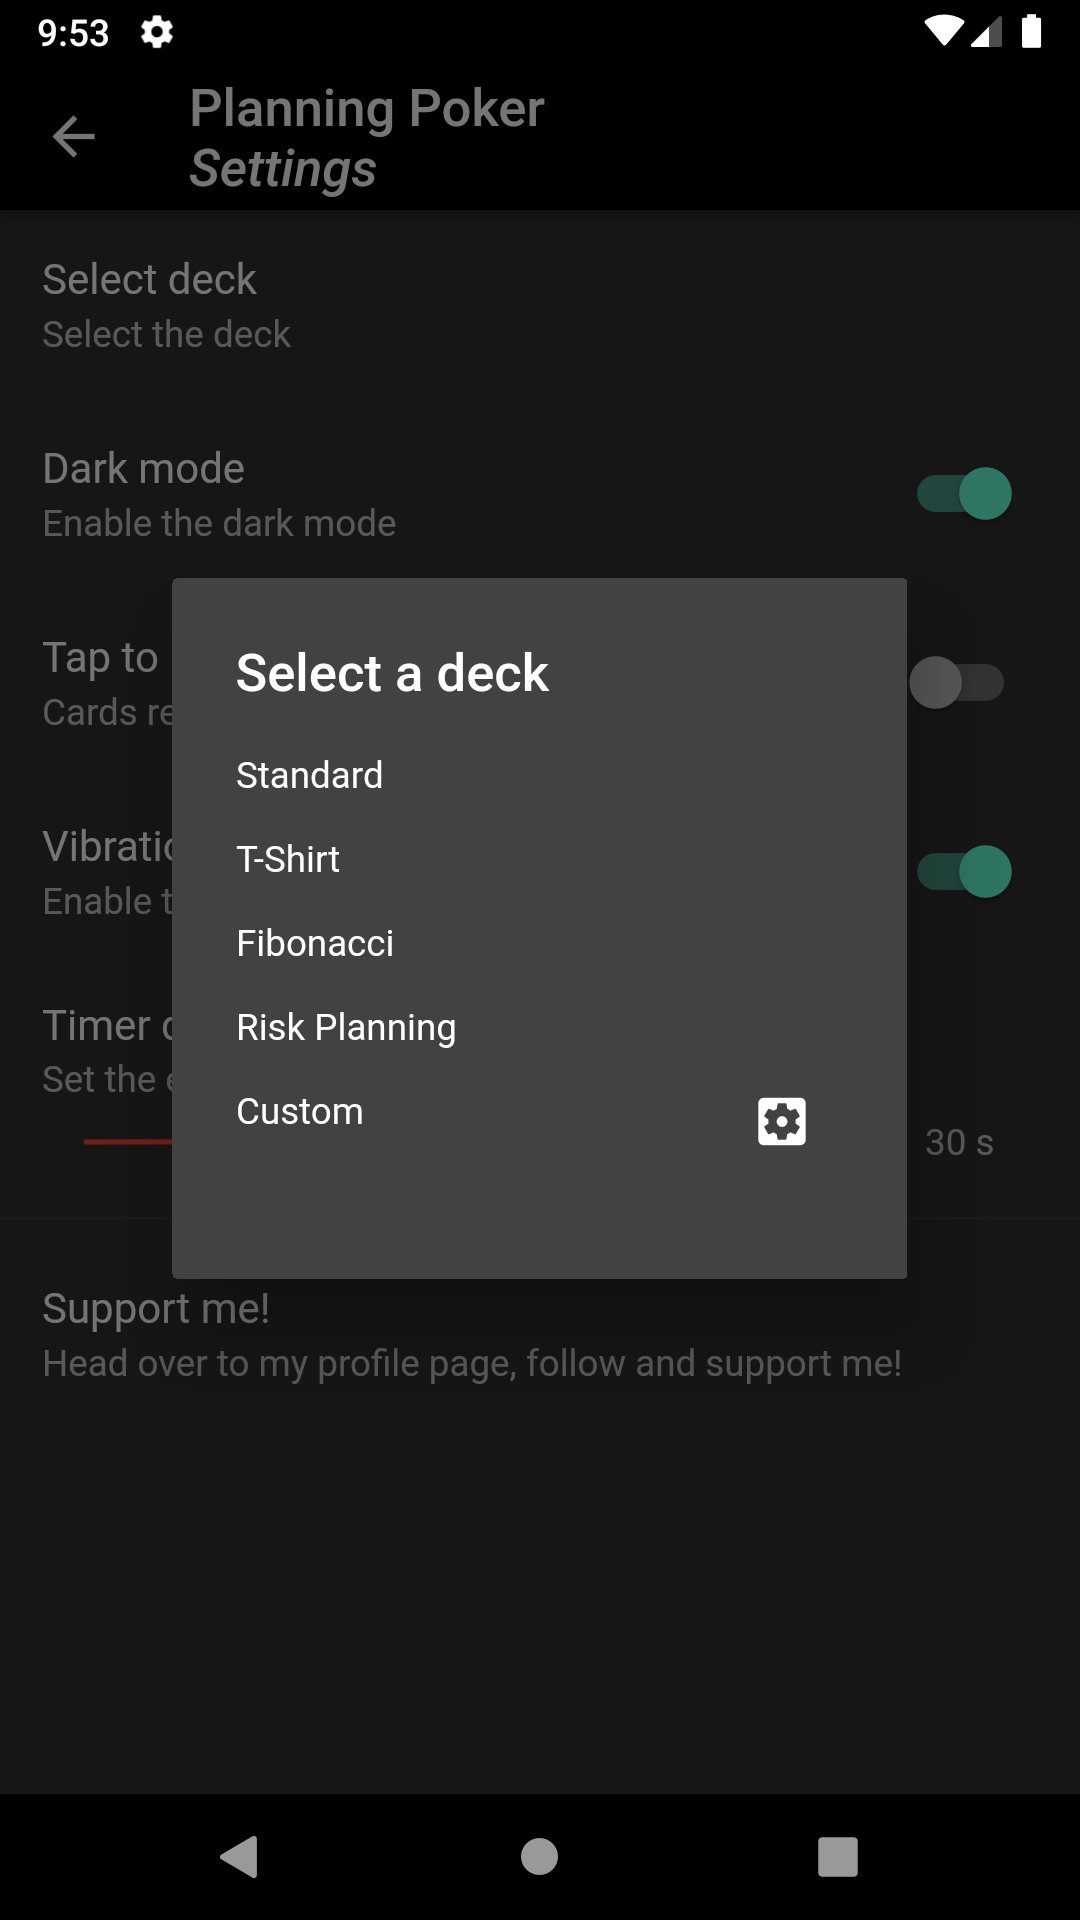 9:53
Planning Poker
Settings
Select deck
Select the deck
Dark mode
Enable the dark mode
Tap to
Cards
Select a deck
Standard
Enable
T-Shirt
Fibonacci
Timer
Risk Planning
Set the
Custom
30 s
Support me!
Head over to my profile page, follow and support me!